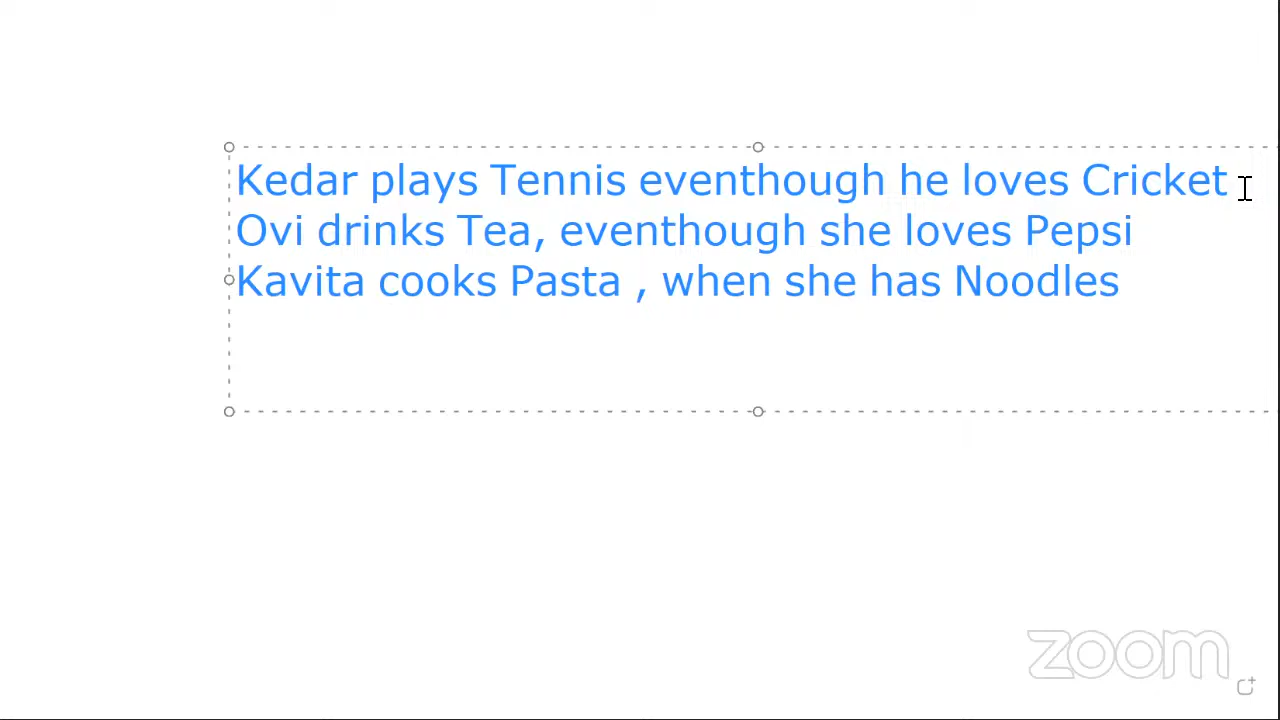 Kedar plays Tennis eventhough he loves Cricket
Ovi drinks Tea, eventhough she loves Pepsi
Kavita cooks Pasta , when she has Noodles
zoom